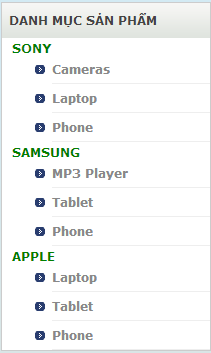 DANH MỤC SẢN PHẨM
SONY
Cameras
Laptop
Phone
SAMSUNG
MP3 Player
Tablet
Phone
APPLE
Laptop
Tablet
Phone